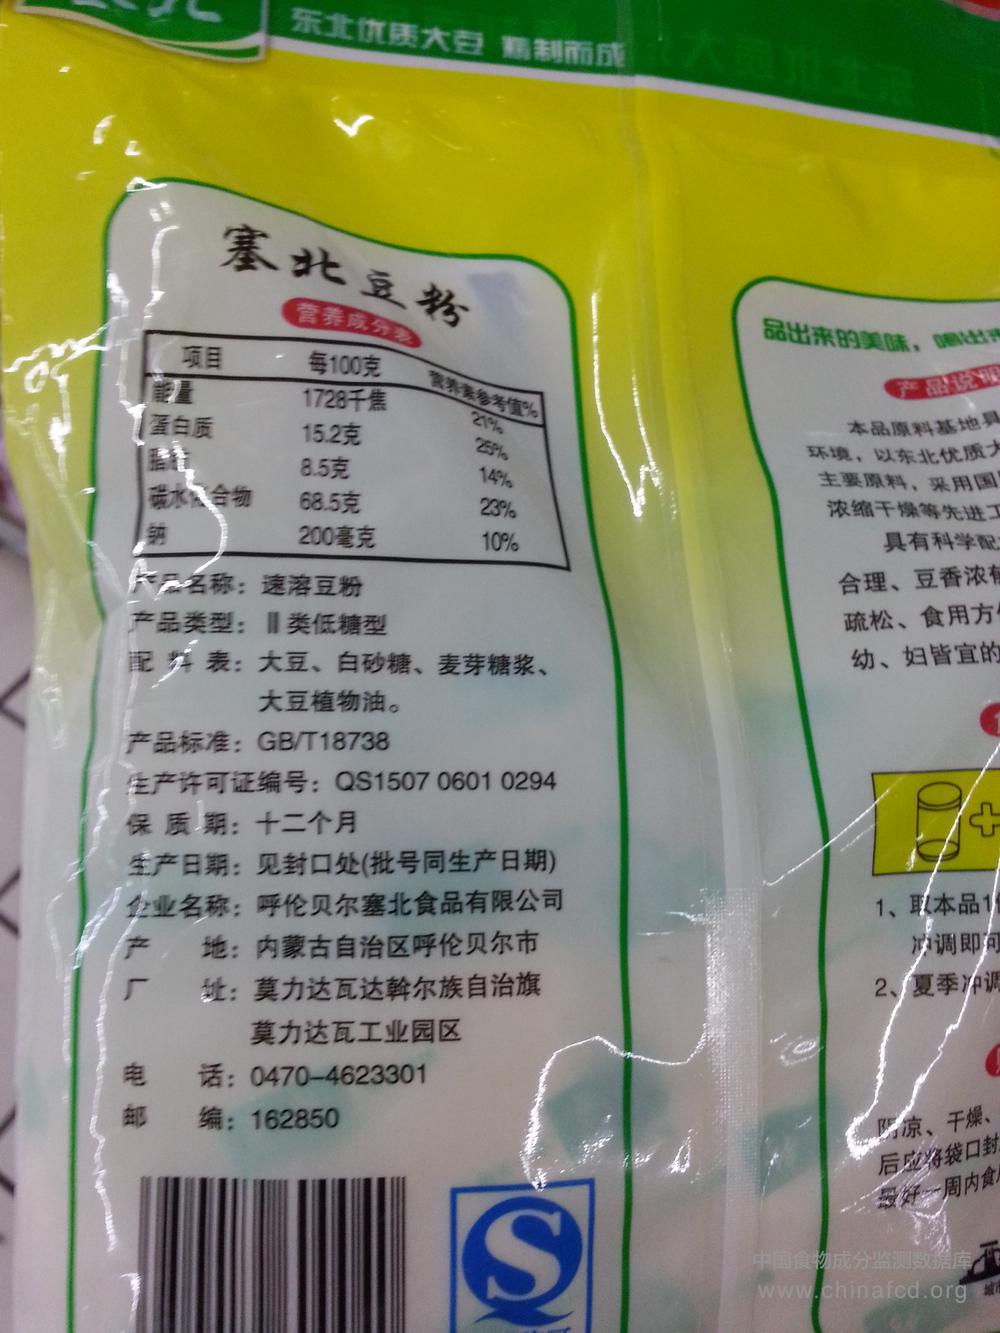 东北优质大豆 精制而成
塞北豆粉
营养成分表
项目 每100克 营养素参考值%
能量 1728千焦 21%
蛋白质 15.2克 25%
脂肪 8.5克 14%
碳水化合物 68.5克 23%
钠 200毫克 10%
产品名称：速溶豆粉
产品类型：Ⅱ类低糖型
配料表：大豆、白砂糖、麦芽糖浆、
大豆植物油。
产品标准：GB/T18738
生产许可证编号：QS1507 0601 0294
保质期：十二个月
生产日期：见封口处(批号同生产日期)
企业名称：呼伦贝尔塞北食品有限公司
产地：内蒙古自治区呼伦贝尔市
厂址：莫力达瓦达斡尔族自治旗
莫力达瓦工业园区
电话：0470-4623301
邮编：162850
品出来的美味，喝出来
产品说明
本品原料基地具
环境，以东北优质大
主要原料，采用国
浓缩干燥等先进工
具有科学配
合理、豆香浓郁
疏松、食用方便
幼、妇皆宜的
1、取本品1
冲调即可
2、夏季冲调
阴凉、干燥、
后应将袋口封
最好一周内食
中国食物成分监测数据库
www.chinafcd.org